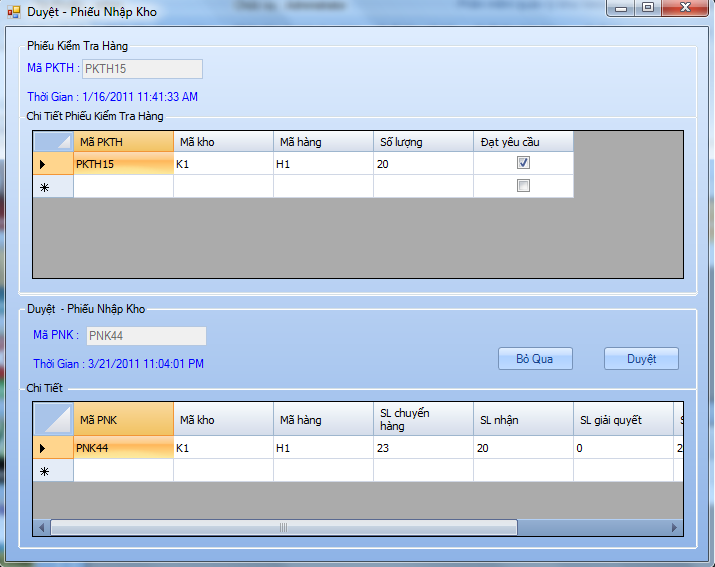 Duyệt - Phiếu Nhập Kho
Phiếu Kiểm Tra Hàng
Mã PKTH : PKTH15
Thời Gian : 1/16/2011 11:41:33 AM
Chi Tiết Phiếu Kiểm Tra Hàng
Mã PKTH Mã kho Mã hàng Số lượng Đạt yêu cầu
PKTH15 K1 H1 20
Duyệt - Phiếu Nhập Kho
Mã PNK : PNK44
Thời Gian : 3/21/2011 11:04:01 PM
Bỏ Qua Duyệt
Chi Tiết
Mã PNK Mã kho Mã hàng SL chuyển hàng SL nhận SL giải quyết
PNK44 K1 H1 23 20 0